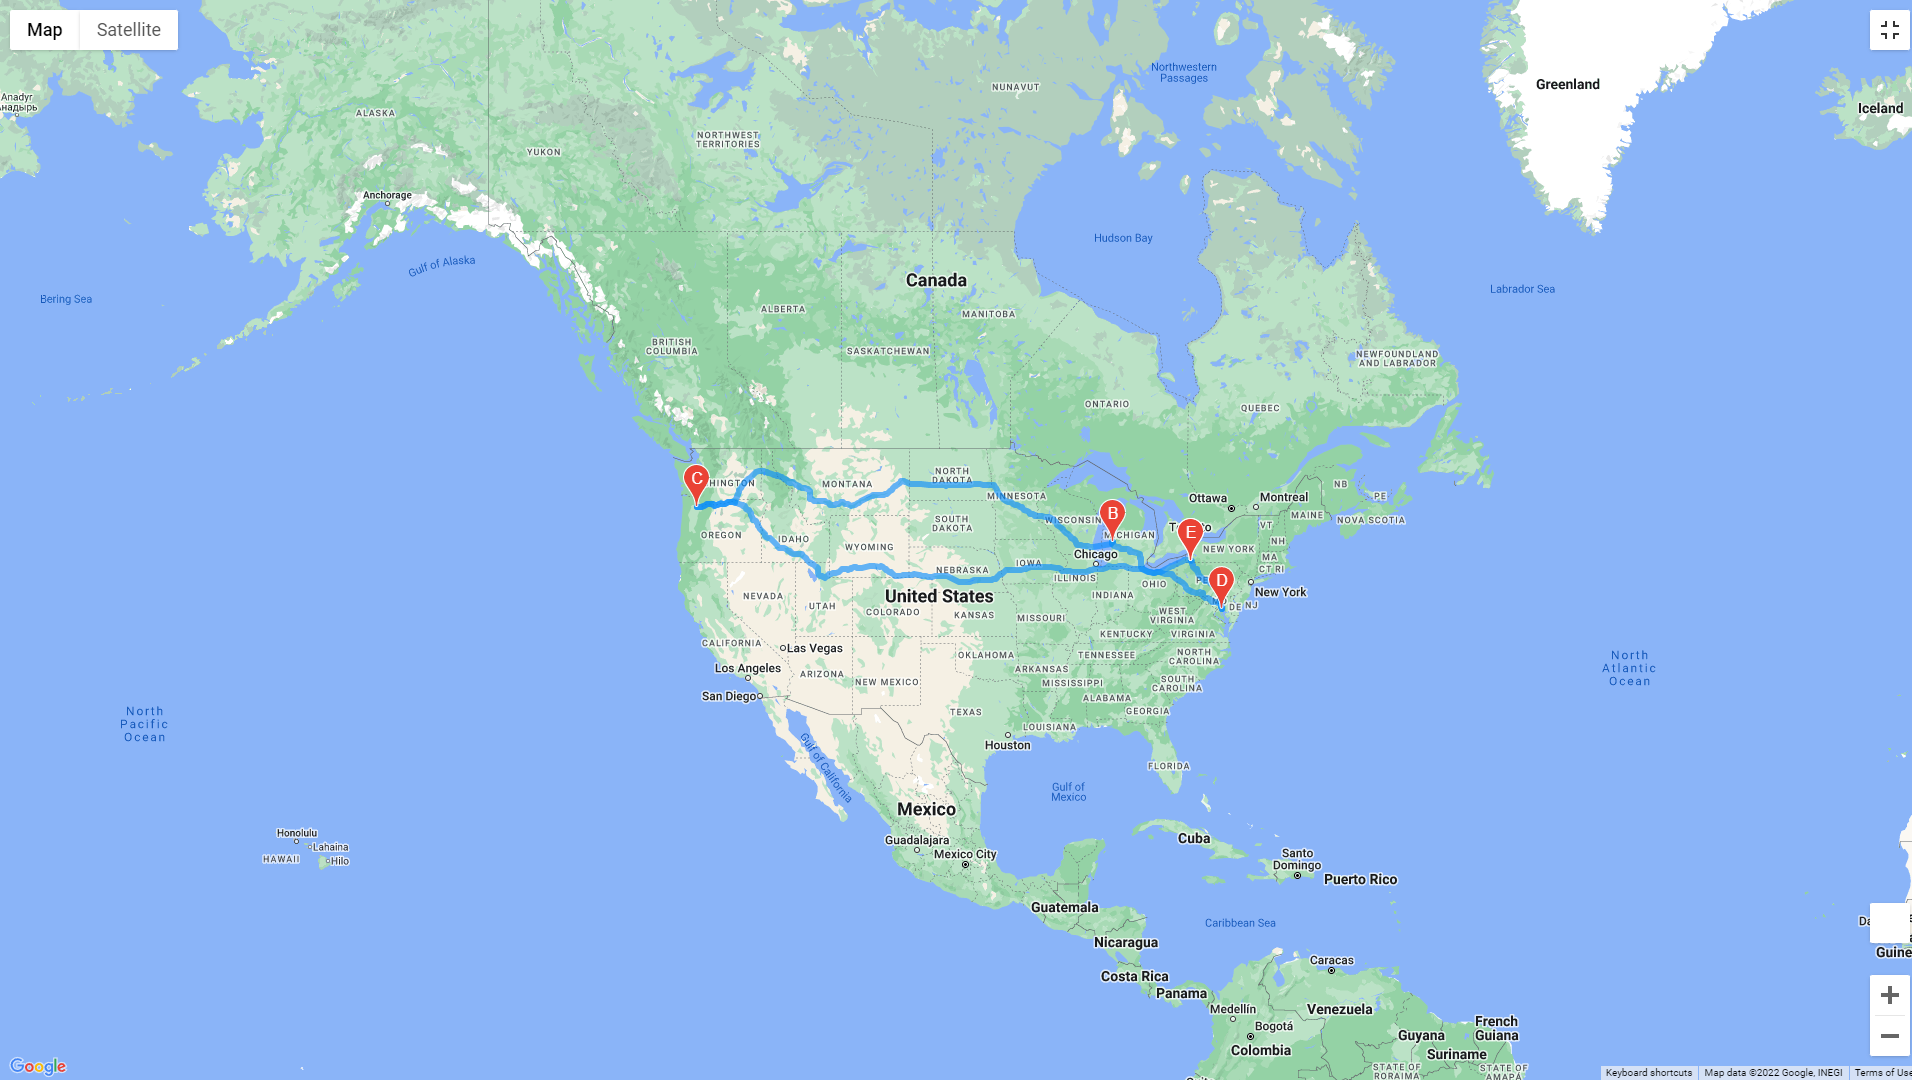 Map
Satellite
Greenland
Iceland
Northwestern
Passages
NUNAVUT
Anadyr
Анадырь
ALASKA
NORTHWEST
TERRITORIES
YUKON
Anchorage
Hudson Bay
Gulf of Alaska
Canada
Bering Sea
Labrador Sea
ALBERTA
MANITOBA
BRITISH
COLUMBIA
SASKATCHEWAN
NEWFOUNDLAND
AND LABRADOR
ONTARIO
QUEBEC
C
NORTH
DAKOTA
MONTANA
MINNESOTA
Ottawa
Montreal
NB
PE
MAINE
NOVA SCOTIA
B
WISCONSIN
MICHIGAN
E
VT
NH
SOUTH
DAKOTA
OREGON
IDAHO
WYOMING
NEW YORK
MA
CT RI
Chicago
IOWA
NEBRASKA
ILLINOIS
OHIO
D
INDIANA
New York
NEVADA
UTAH
United States
COLORADO
KANSAS
MISSOURI
WEST
VIRGINIA
DE
NJ
KENTUCKY
VIRGINIA
CALIFORNIA
Las Vegas
OKLAHOMA
TENNESSEE
NORTH
CAROLINA
Los Angeles
ARIZONA
NEW MEXICO
ARKANSAS
MISSISSIPPI
SOUTH
CAROLINA
San Diego
ALABAMA
TEXAS
GEORGIA
LOUISIANA
North
Atlantic
Ocean
North
Pacific
Ocean
Houston
FLORIDA
Gulf of California
Gulf of
Mexico
Mexico
Honolulu
Lahaina
HAWAII
Hilo
Guadalajara
Mexico City
Cuba
Santo
Domingo
Puerto Rico
Guatemala
Caribbean Sea
Nicaragua
Costa Rica
Caracas
Panama
Medellín
Venezuela
Bogotá
Colombia
Guyana
French
Guiana
Suriname
STATE OF
RORAIMA
STATE OF
AMAPÁ
Google
Keyboard shortcuts
Map data ©2022 Google, INEGI
Terms of Use